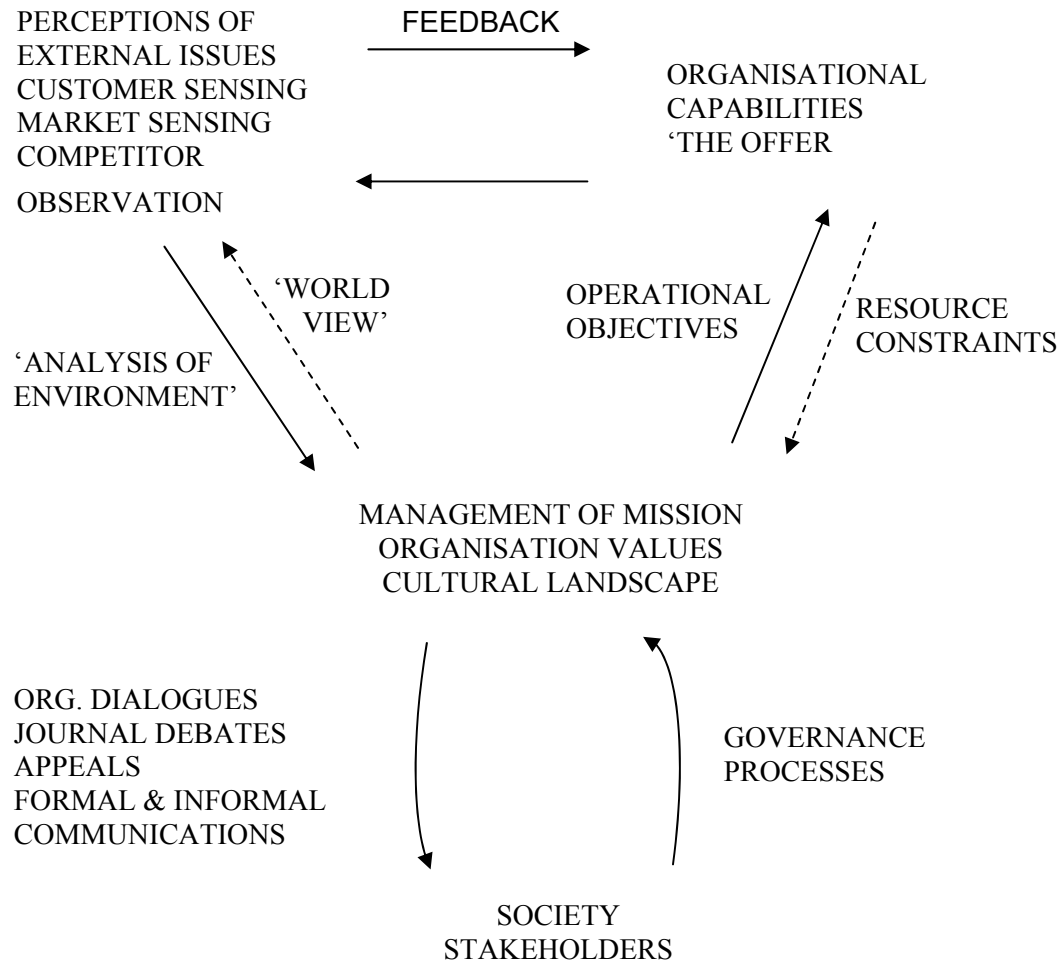 PERCEPTIONS OF
EXTERNAL ISSUES
CUSTOMER SENSING
MARKET SENSING
COMPETITOR
OBSERVATION
FEEDBACK
ORGANISATIONAL
CAPABILITIES
‘THE OFFER
‘WORLD
VIEW’
‘ANALYSIS OF
ENVIRONMENT’
OPERATIONAL
OBJECTIVES
RESOURCE
CONSTRAINTS
MANAGEMENT OF MISSION
ORGANISATION VALUES
CULTURAL LANDSCAPE
ORG. DIALOGUES
JOURNAL DEBATES
APPEALS
FORMAL & INFORMAL
COMMUNICATIONS
GOVERNANCE
PROCESSES
SOCIETY
STAKEHOLDERS